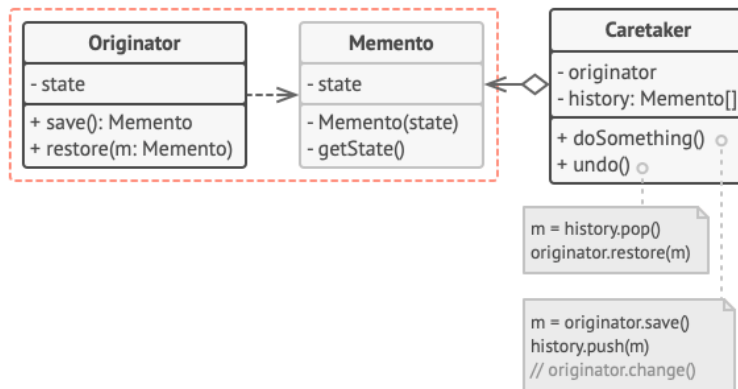 Originator
- state
+ save(): Memento
+ restore(m: Memento)
Memento
- state
- Memento(state)
- getState()
Caretaker
- originator
- history: Memento[]
+ doSomething()
+ undo()
m = history.pop()
originator.restore(m)
m = originator.save()
history.push(m)
// originator.change()